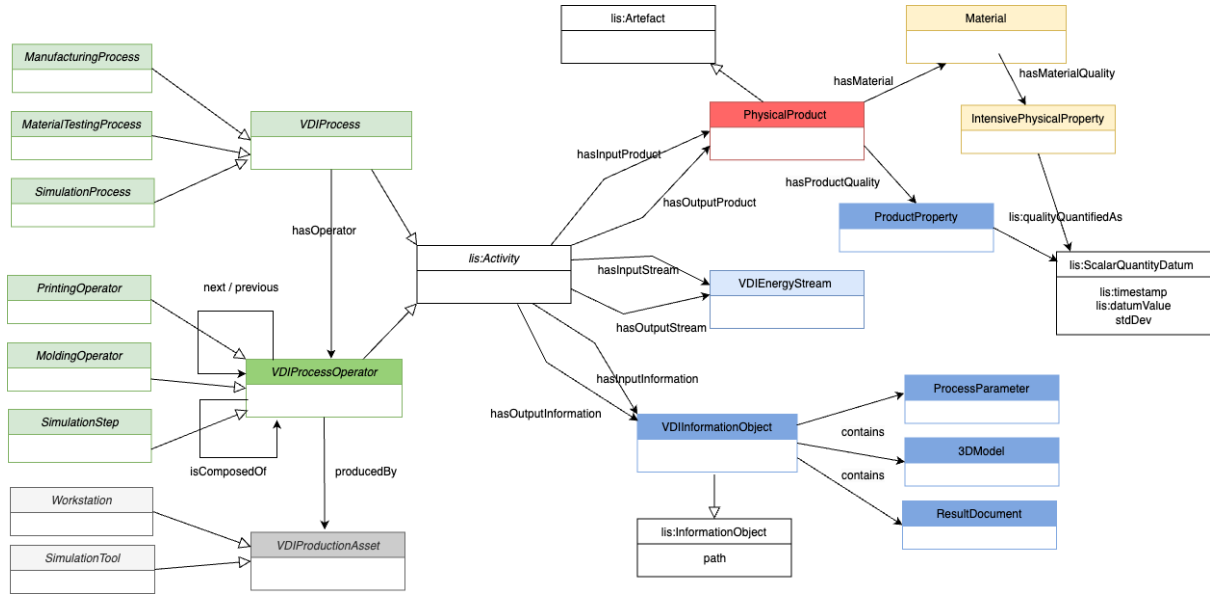 lis:Artefact
Material
ManufacturingProcess
hasMaterial
hasMaterialQuality
MaterialTestingProcess
VDIProcess
PhysicalProduct
IntensivePhysicalProperty
hasInputProduct
SimulationProcess
hasProductQuality
hasOutputProduct
ProductProperty
lis:qualityQuantifiedAs
hasOperator
lis:Activity
lis:ScalarQuantityDatum
lis:timestamp
lis:datumValue
stdDev
hasInputStream
VDIEnergyStream
hasOutputStream
PrintingOperator
next / previous
MoldingOperator
VDIProcessOperator
hasInputInformation
hasOutputInformation
ProcessParameter
SimulationStep
VDIInformationObject
contains
3DModel
isComposedOf
producedBy
contains
Workstation
ResultDocument
lis:InformationObject
path
SimulationTool
VDIProductionAsset